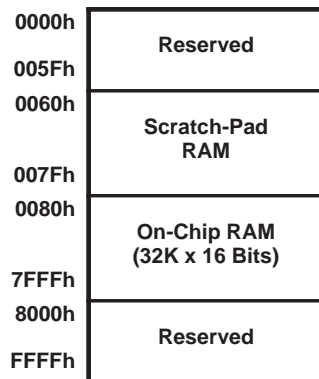 0000h
Reserved
005Fh
0060h
Scratch-Pad
RAM
007Fh
0080h
On-Chip RAM
(32K x 16 Bits)
7FFFh
8000h
Reserved
FFFFh